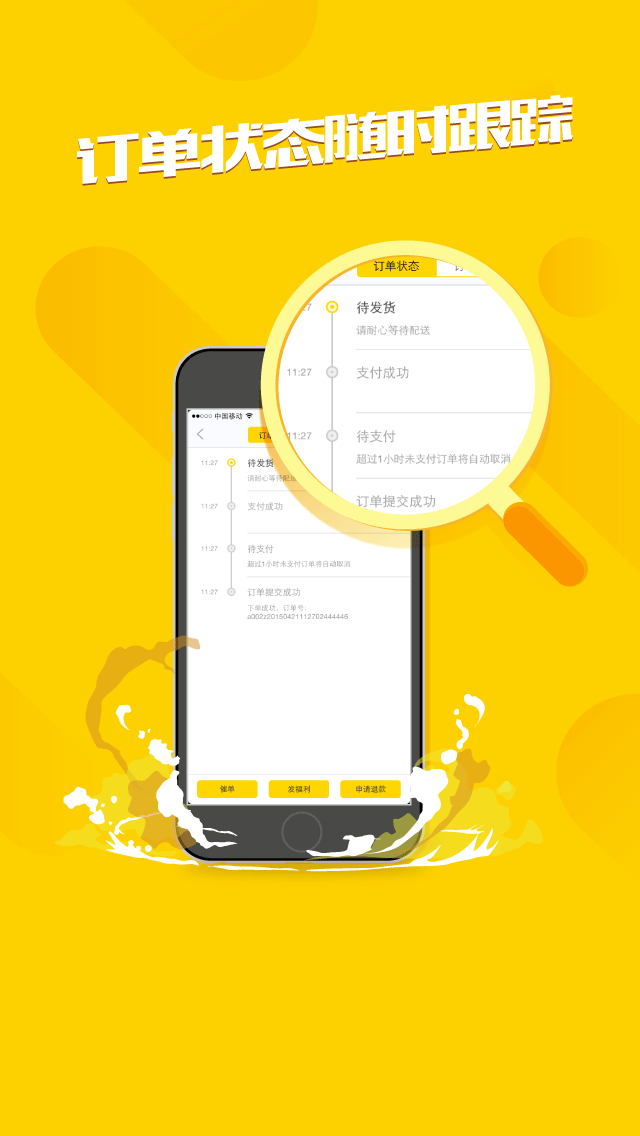 订单状态随时跟踪
订单状态
11:27
待发货
请耐心等待配送
11:27
支付成功
11:27
待支付
超过1小时未支付订单将自动取消
订单提交成功
中国移动
11:27
待发货
请耐心等待配送
11:27
支付成功
11:27
待支付
超过1小时未支付订单将自动取消
11:27
订单提交成功
下单成功，订单号：
a002z20150421112702444446
催单
发福利
申请退款